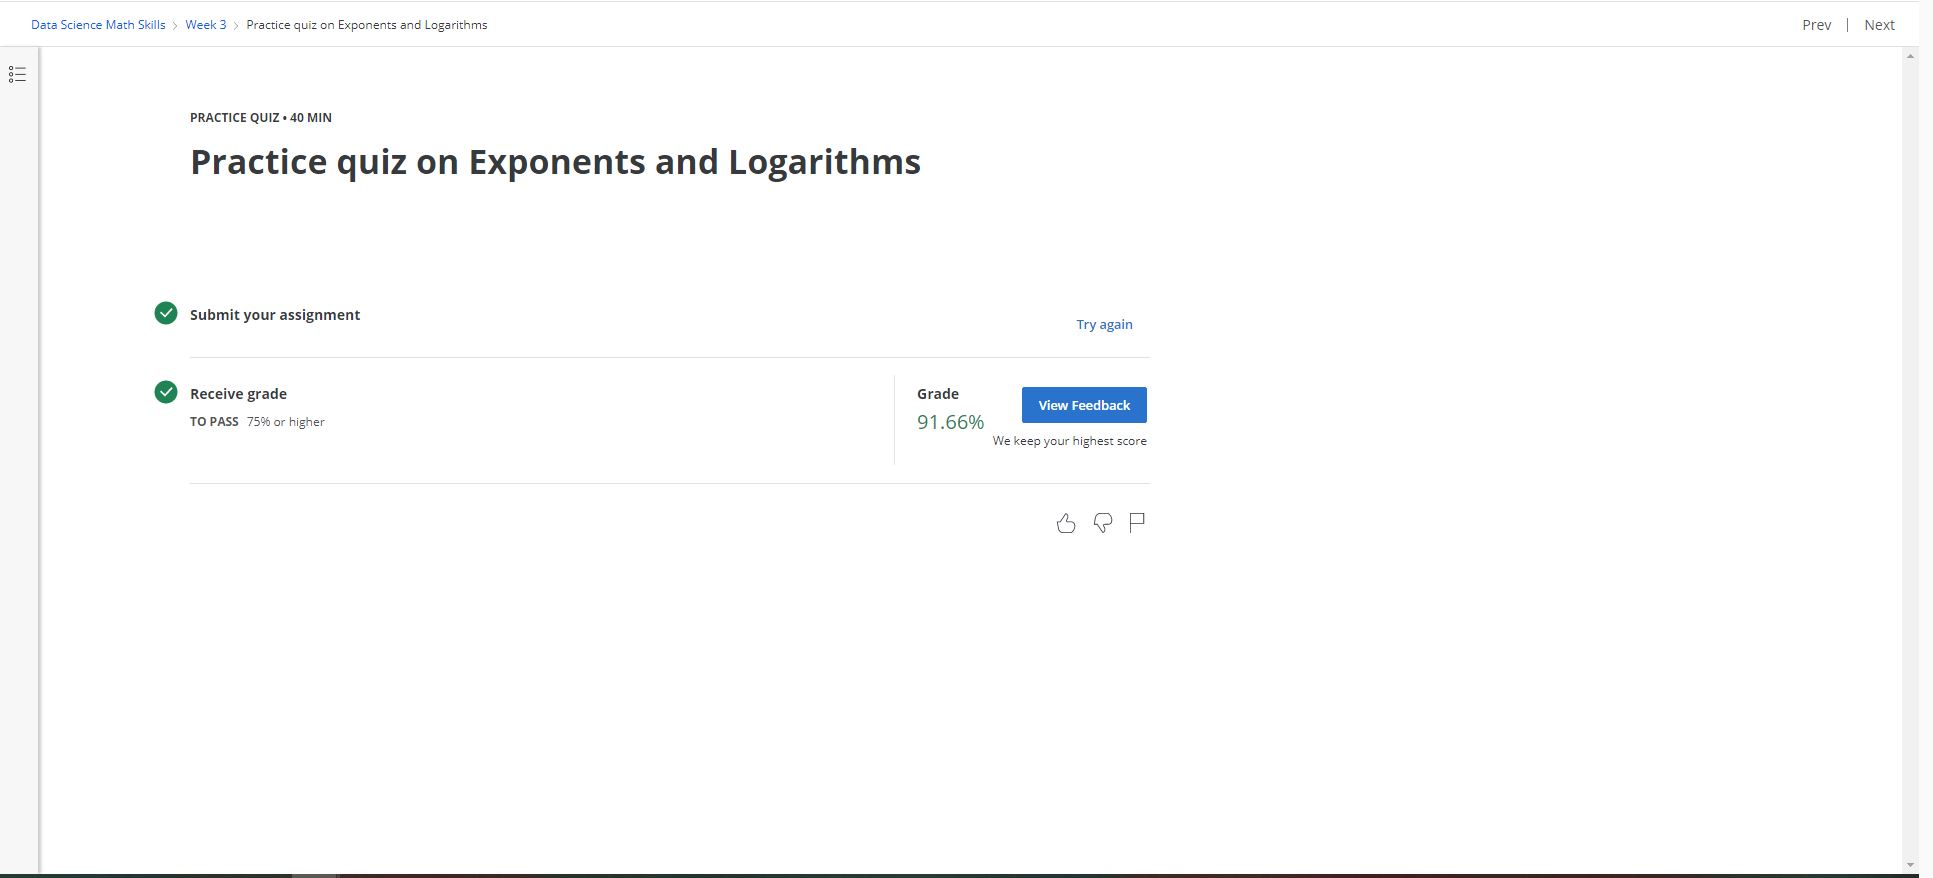 Data Science Math Skills > Week 3 > Practice quiz on Exponents and Logarithms
Prev | Next
PRACTICE QUIZ • 40 MIN
Practice quiz on Exponents and Logarithms
Submit your assignment
Try again
Receive grade
TO PASS 75% or higher
Grade
91.66%
View Feedback
We keep your highest score